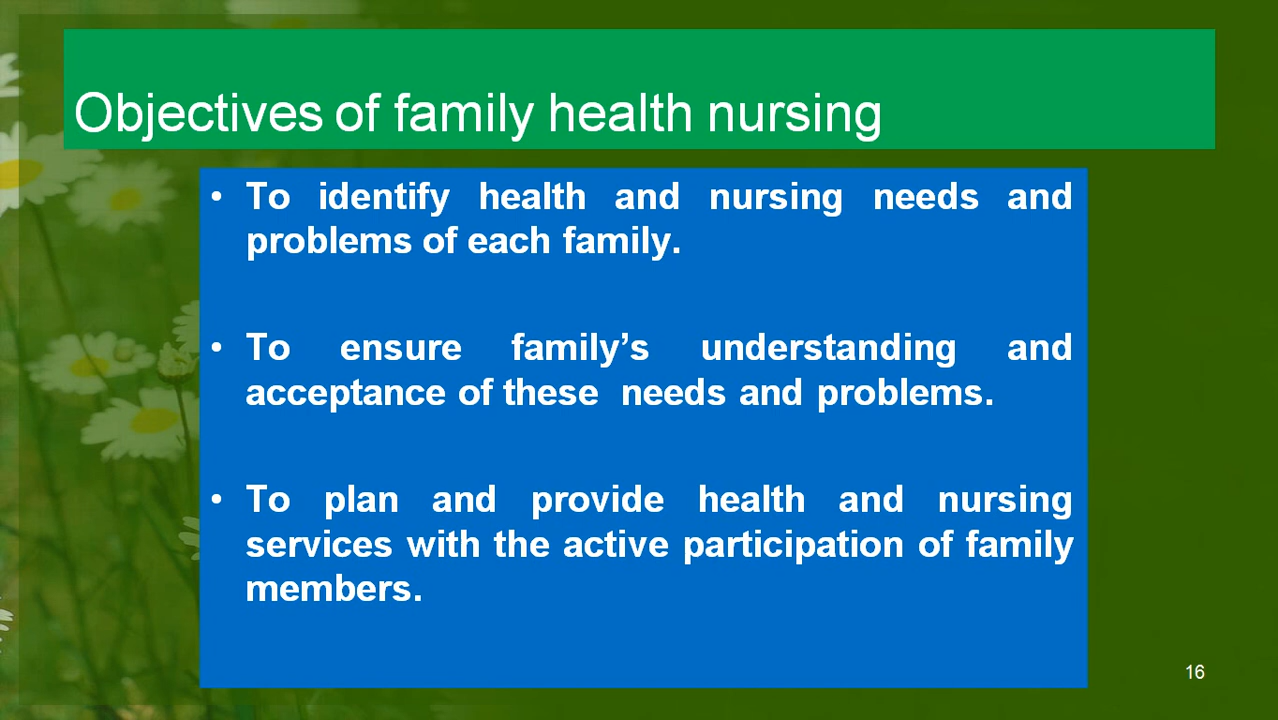 Objectives of family health nursing
• To identify health and nursing needs and
problems of each family.
• To ensure family’s understanding and
acceptance of these needs and problems.
• To plan and provide health and nursing
services with the active participation of family
members.
16